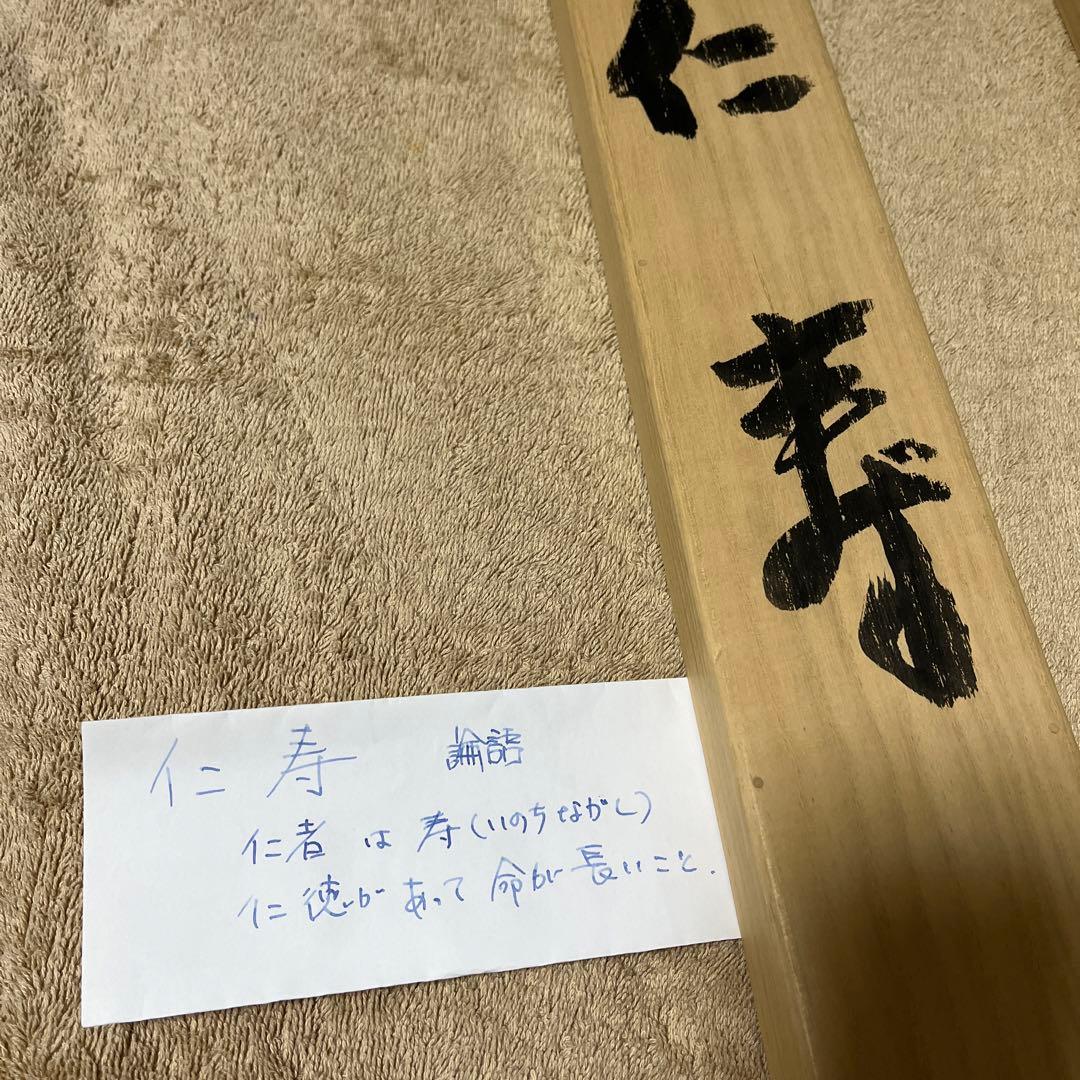 仁寿
仁寿 論語
仁者は寿(いのちながし)
仁徳があって命が長いこと.